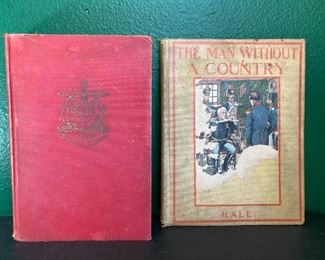 THE MAN WITHOUT
A COUNTRY
HALE